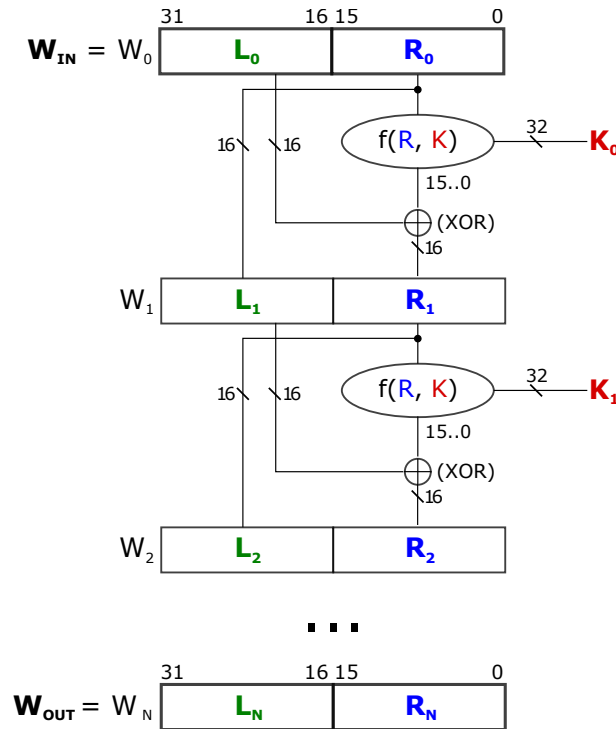 31 16 15 0
W_IN = W_0 L_0 R_0
16 16 f(R, K) 32 K_0
15..0
(XOR)
16
W_1 L_1 R_1
16 16 f(R, K) 32 K_1
15..0
(XOR)
16
W_2 L_2 R_2
...
31 16 15 0
W_OUT = W_N L_N R_N